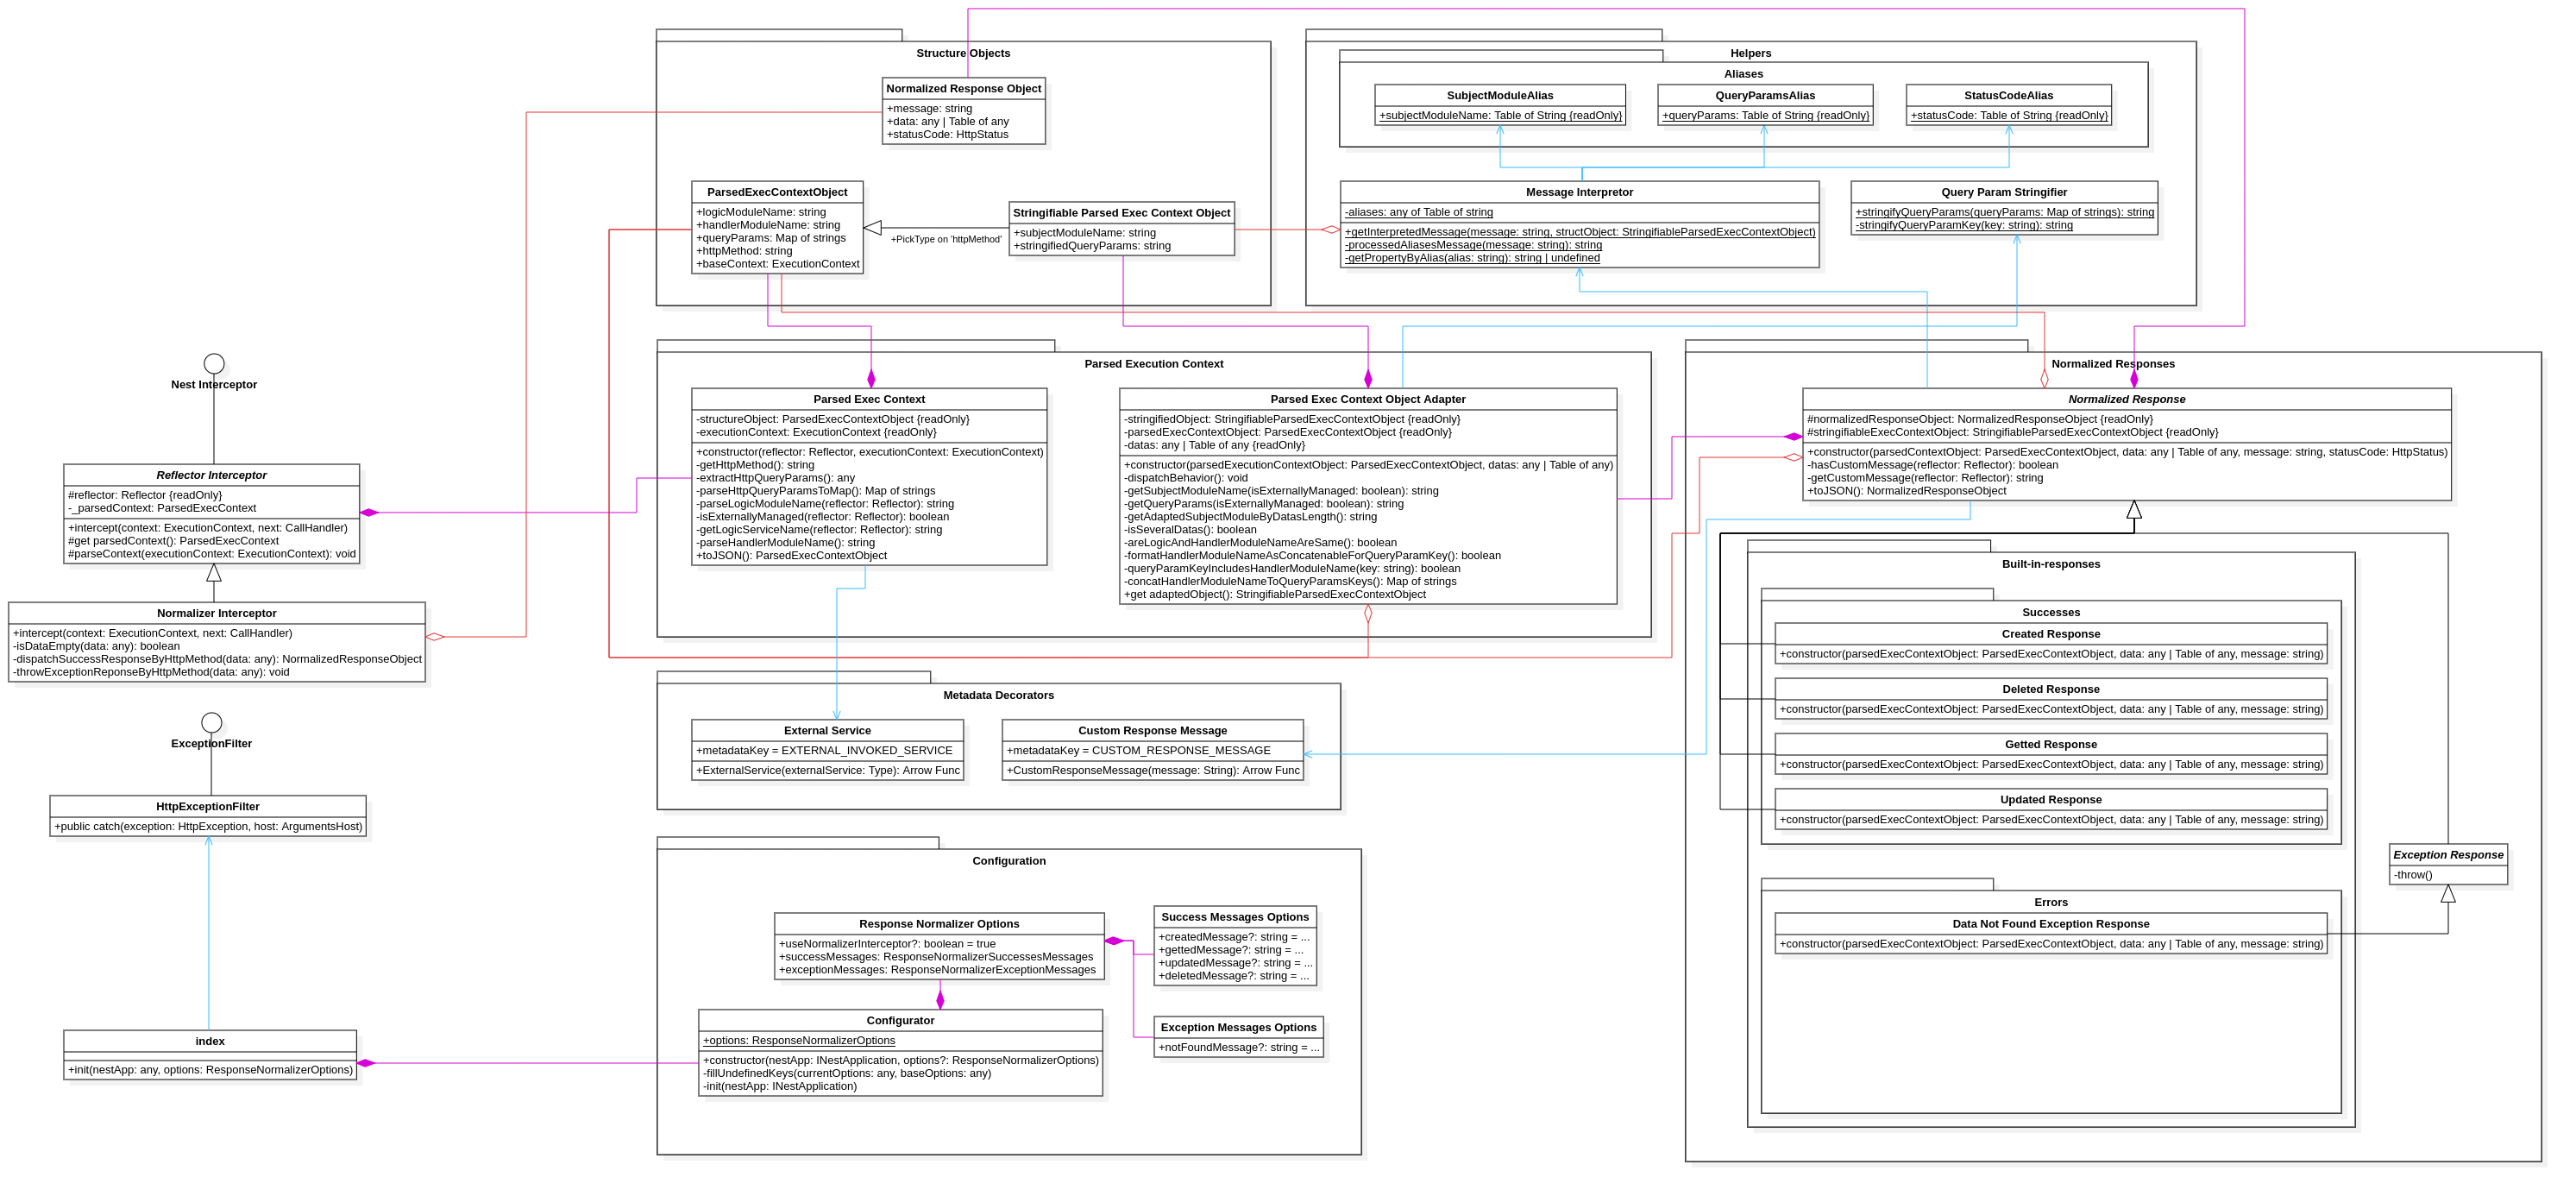 Structure Objects
Normalized Response Object
+message: string
+data: any | Table of any
+statusCode: HttpStatus
ParsedExecContextObject
+logicModuleName: string
+handlerModuleName: string
+queryParams: Map of strings
+httpMethod: string
+baseContext: ExecutionContext
+PickType on 'httpMethod'
Stringifiable Parsed Exec Context Object
+subjectModuleName: string
+stringifiedQueryParams: string
Helpers
Aliases
SubjectModuleAlias
+subjectModuleName: Table of String {readOnly}
QueryParamsAlias
+queryParams: Table of String {readOnly}
StatusCodeAlias
+statusCode: Table of String {readOnly}
Message Interpretor
-aliases: any of Table of string
+getInterpretedMessage(message: string, structObject: StringifiableParsedExecContextObject)
-processedAliasesMessage(message: string): string
-getPropertyByAlias(alias: string): string | undefined
Query Param Stringifier
+stringifyQueryParams(queryParams: Map of strings): string
-stringifyQueryParamKey(key: string): string
Nest Interceptor
Reflector Interceptor
#reflector: Reflector {readOnly}
-_parsedContext: ParsedExecContext
+intercept(context: ExecutionContext, next: CallHandler)
#get parsedContext(): ParsedExecContext
#parseContext(executionContext: ExecutionContext): void
Normalizer Interceptor
+intercept(context: ExecutionContext, next: CallHandler)
-isDataEmpty(data: any): boolean
-dispatchSuccessResponseByHttpMethod(data: any): NormalizedResponseObject
-throwExceptionReponseByHttpMethod(data: any): void
ExceptionFilter
HttpExceptionFilter
+public catch(exception: HttpException, host: ArgumentsHost)
index
+init(nestApp: any, options: ResponseNormalizerOptions)
Parsed Execution Context
Parsed Exec Context
-structureObject: ParsedExecContextObject {readOnly}
-executionContext: ExecutionContext {readOnly}
+constructor(reflector: Reflector, executionContext: ExecutionContext)
-getHttpMethod(): string
-extractHttpQueryParams(): any
-parseHttpQueryParamsToMap(): Map of strings
-parseLogicModuleName(reflector: Reflector): string
-isExternallyManaged(reflector: Reflector): boolean
-getLogicServiceName(reflector: Reflector): string
-parseHandlerModuleName(): string
+toJSON(): ParsedExecContextObject
Parsed Exec Context Object Adapter
-stringifiedObject: StringifiableParsedExecContextObject {readOnly}
-parsedExecContextObject: ParsedExecContextObject {readOnly}
-datas: any | Table of any {readOnly}
+constructor(parsedExecutionContextObject: ParsedExecContextObject, datas: any | Table of any)
-dispatchBehavior(): void
-getSubjectModuleName(isExternallyManaged: boolean): string
-getQueryParams(isExternallyManaged: boolean): string
-getAdaptedSubjectModuleByDatasLength(): string
-isSeveralDatas(): boolean
-areLogicAndHandlerModuleNameAreSame(): boolean
-formatHandlerModuleNameAsConcatenableForQueryParamKey(): boolean
-queryParamKeyIncludesHandlerModuleName(key: string): boolean
-concatHandlerModuleNameToQueryParamsKeys(): Map of strings
+get adaptedObject(): StringifiableParsedExecContextObject
Metadata Decorators
External Service
+metadataKey = EXTERNAL_INVOKED_SERVICE
+ExternalService(externalService: Type): Arrow Func
Custom Response Message
+metadataKey = CUSTOM_RESPONSE_MESSAGE
+CustomResponseMessage(message: String): Arrow Func
Configuration
Response Normalizer Options
+useNormalizerInterceptor?: boolean = true
+successMessages: ResponseNormalizerSuccessesMessages
+exceptionMessages: ResponseNormalizerExceptionMessages
Success Messages Options
+createdMessage?: string = ...
+gettedMessage?: string = ...
+updatedMessage?: string = ...
+deletedMessage?: string = ...
Configurator
+options: ResponseNormalizerOptions
+constructor(nestApp: INestApplication, options?: ResponseNormalizerOptions)
-fillUndefinedKeys(currentOptions: any, baseOptions: any)
-init(nestApp: INestApplication)
Exception Messages Options
+notFoundMessage?: string = ...
Normalized Responses
Normalized Response
#normalizedResponseObject: NormalizedResponseObject {readOnly}
#stringifiableExecContextObject: StringifiableParsedExecContextObject {readOnly}
+constructor(parsedContextObject: ParsedExecContextObject, data: any | Table of any, message: string, statusCode: HttpStatus)
-hasCustomMessage(reflector: Reflector): boolean
-getCustomMessage(reflector: Reflector): string
+toJSON(): NormalizedResponseObject
Built-in-responses
Successes
Created Response
+constructor(parsedExecContextObject: ParsedExecContextObject, data: any | Table of any, message: string)
Deleted Response
+constructor(parsedExecContextObject: ParsedExecContextObject, data: any | Table of any, message: string)
Getted Response
+constructor(parsedExecContextObject: ParsedExecContextObject, data: any | Table of any, message: string)
Updated Response
+constructor(parsedExecContextObject: ParsedExecContextObject, data: any | Table of any, message: string)
Exception Response
-throw()
Errors
Data Not Found Exception Response
+constructor(parsedExecContextObject: ParsedExecContextObject, data: any | Table of any, message: string)